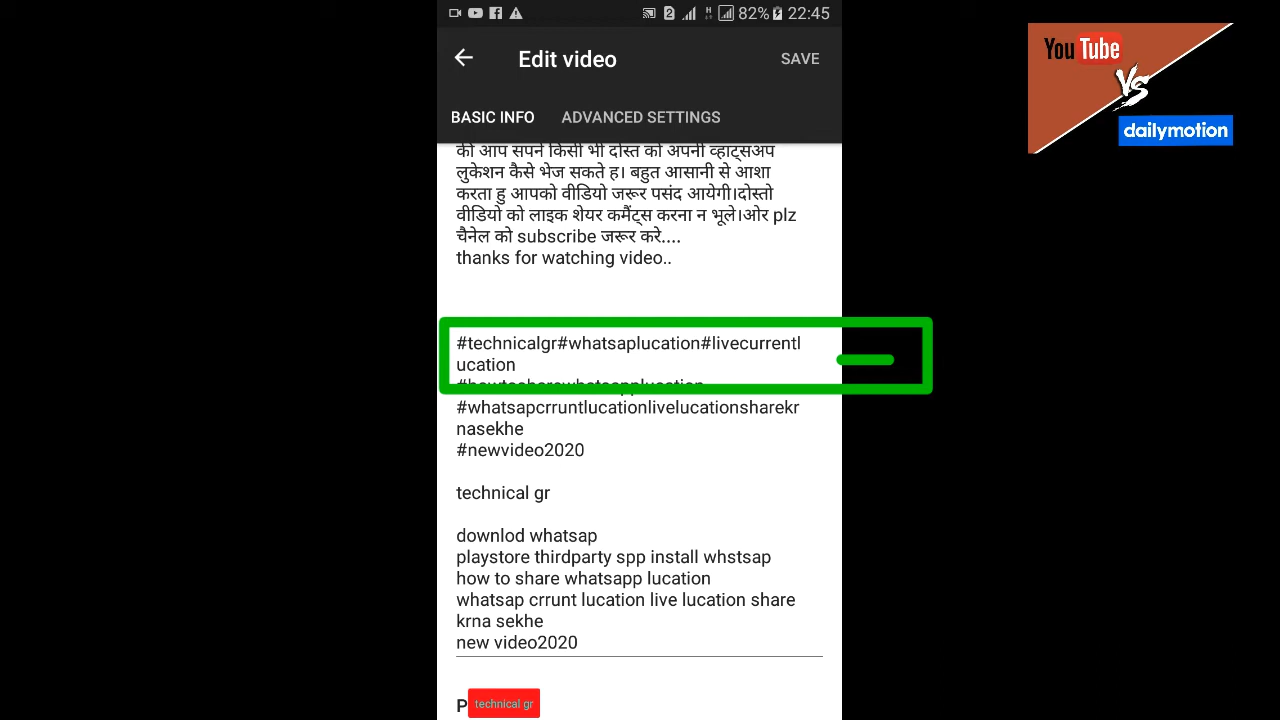 82% 22:45
Edit video
SAVE
BASIC INFO ADVANCED SETTINGS
की आप सपने किसी भी दोस्त को अपनी व्हाट्सअप
लुकेशन कैसे भेज सकते ह। बहुत आसानी से आशा
करता हु आपको वीडियो जरूर पसंद आयेगी।दोस्तो
वीडियो को लाइक शेयर कमैंट्स करना न भूले।ओर plz
चैनेल को subscribe जरूर करे....
thanks for watching video..
#technicalgr#whatsaplucation#livecurrentl
ucation
#howtosharewhatsapplucation
#whatsapcrruntlucationlivelucationsharekr
nasekhe
#newvideo2020
technical gr
downlod whatsap
playstore thirdparty spp install whstsap
how to share whatsapp lucation
whatsap crrunt lucation live lucation share
krna sekhe
new video2020
P
technical gr
YouTube
VS
dailymotion